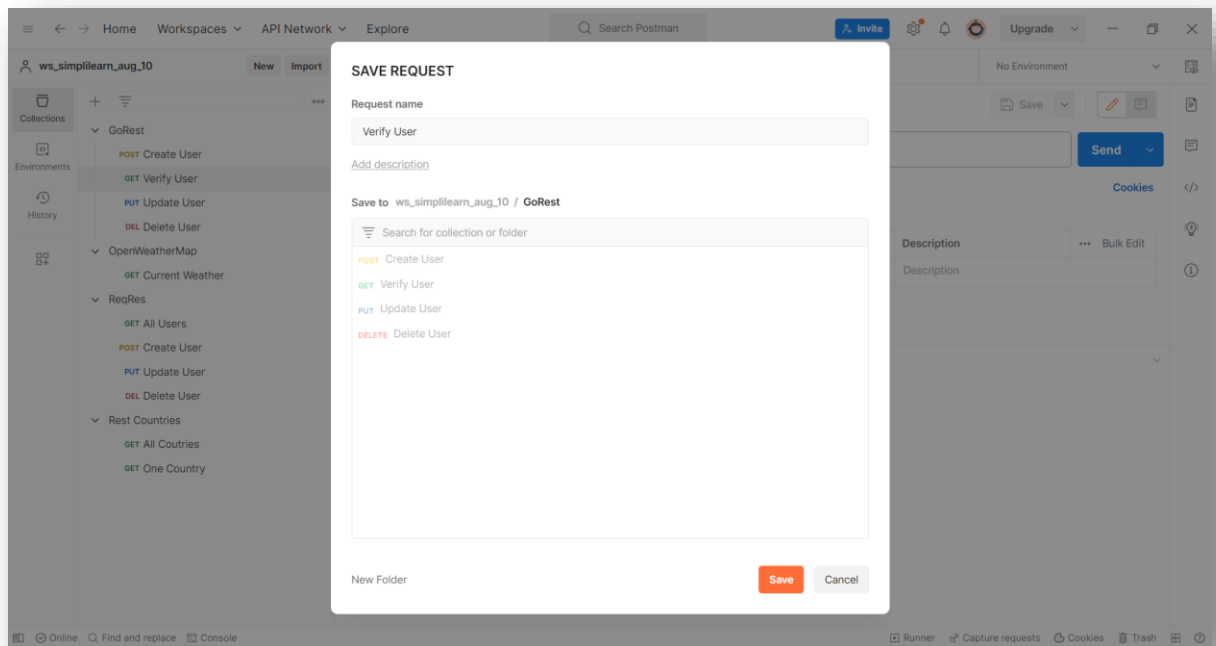 Home Workspaces API Network Explore Search Postman Invite Upgrade
ws_simplilearn_aug_10 New Import No Environment
Collections
Environments
History
GoRest
POST Create User
GET Verify User
PUT Update User
DEL Delete User
OpenWeatherMap
GET Current Weather
ReqRes
GET All Users
POST Create User
PUT Update User
DEL Delete User
Rest Countries
GET All Coutries
GET One Country
SAVE REQUEST
Request name
Verify User
Add description
Save to ws_simplilearn_aug_10 / GoRest
Search for collection or folder
POST Create User
GET Verify User
PUT Update User
DELETE Delete User
New Folder Save Cancel
Save
Send
Cookies
Description Bulk Edit
Description
Online Find and replace Console Runner Capture requests Cookies Trash